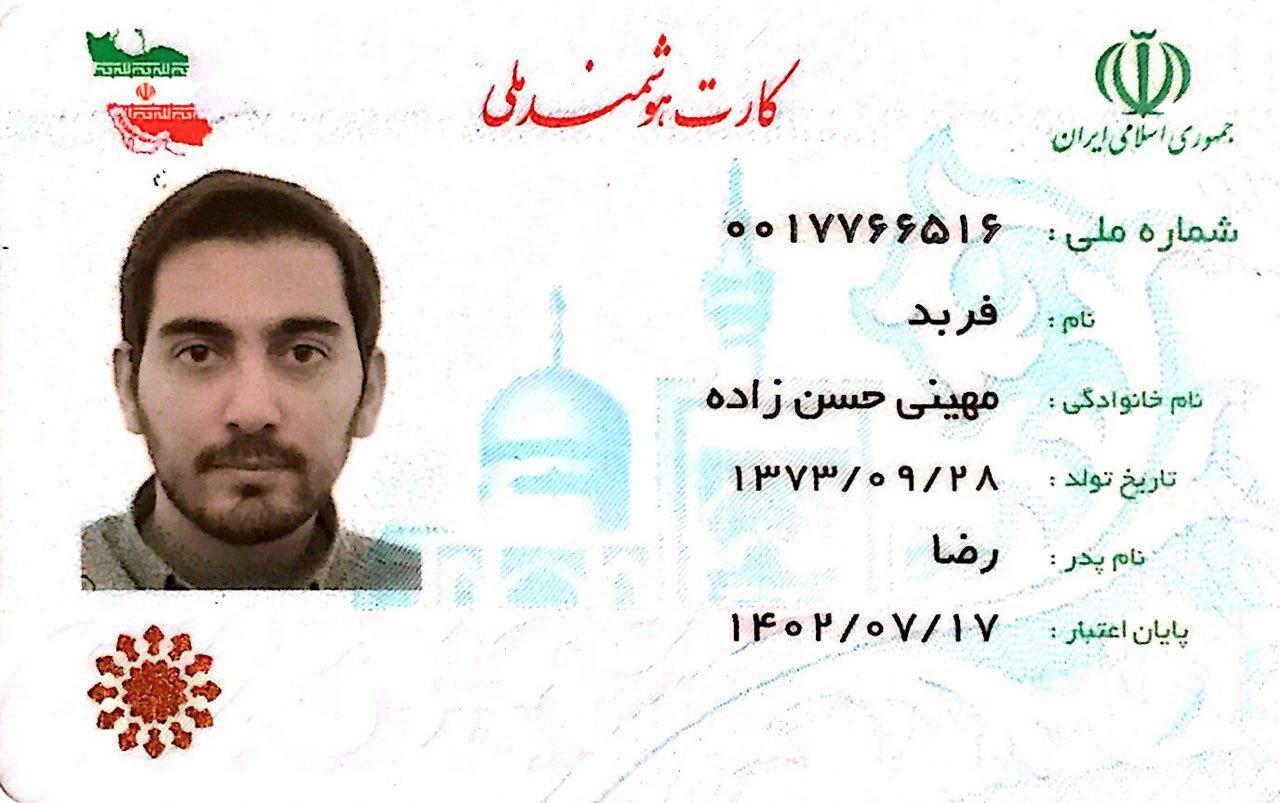 کارت هوشمند ملی
جمهوری اسلامی ایران
شماره ملی : ۰۰۱۷۷۶۶۵۱۶
نام : فربد
نام خانوادگی : مهینی حسن زاده
تاریخ تولد : ۱۳۷۳/۰۹/۲۸
نام پدر : رضا
پایان اعتبار : ۱۴۰۲/۰۷/۱۷